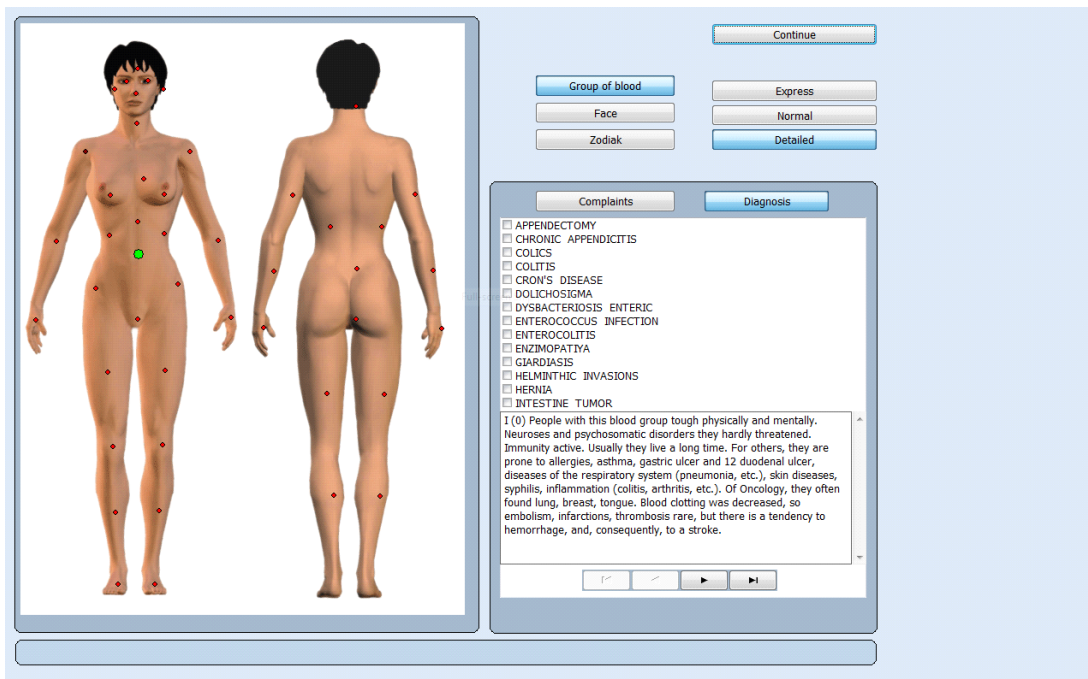 Continue
Group of blood
Express
Face
Normal
Zodiak
Detailed
Complaints
Diagnosis
APPENDECTOMY
CHRONIC APPENDICITIS
COLICS
COLITIS
CRON'S DISEASE
DOLICHOSIGMA
DYSBACTERIOSIS ENTERIC
ENTEROCOCCUS INFECTION
ENTEROCOLITIS
ENZIMOPATIYA
GIARDIASIS
HELMINTHIC INVASIONS
HERNIA
INTESTINE TUMOR
I (0) People with this blood group tough physically and mentally.
Neuroses and psychosomatic disorders they hardly threatened.
Immunity active. Usually they live a long time. For others, they are
prone to allergies, asthma, gastric ulcer and 12 duodenal ulcer,
diseases of the respiratory system (pneumonia, etc.), skin diseases,
syphilis, inflammation (colitis, arthritis, etc.). Of Oncology, they often
found lung, breast, tongue. Blood clotting was decreased, so
embolism, infarctions, thrombosis rare, but there is a tendency to
hemorrhage, and, consequently, to a stroke.